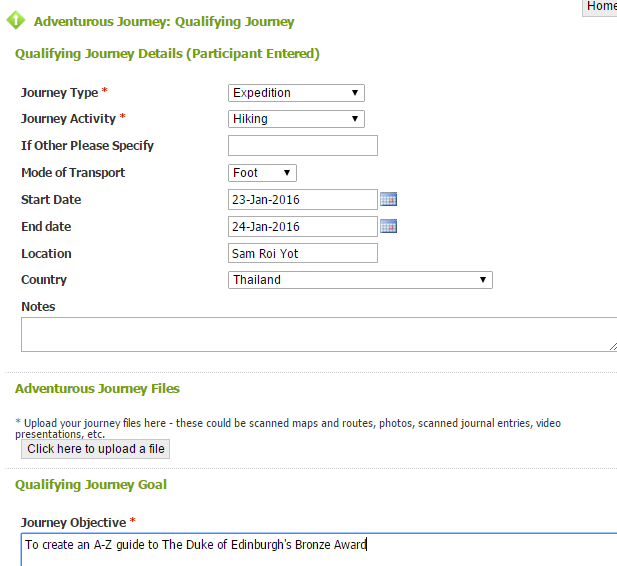 Home
Adventurous Journey: Qualifying Journey
Qualifying Journey Details (Participant Entered)
Journey Type * Expedition
Journey Activity * Hiking
If Other Please Specify
Mode of Transport Foot
Start Date 23-Jan-2016
End date 24-Jan-2016
Location Sam Roi Yot
Country Thailand
Notes
Adventurous Journey Files
* Upload your journey files here - these could be scanned maps and routes, photos, scanned journal entries, video
presentations, etc.
Click here to upload a file
Qualifying Journey Goal
Journey Objective *
To create an A-Z guide to The Duke of Edinburgh's Bronze Award